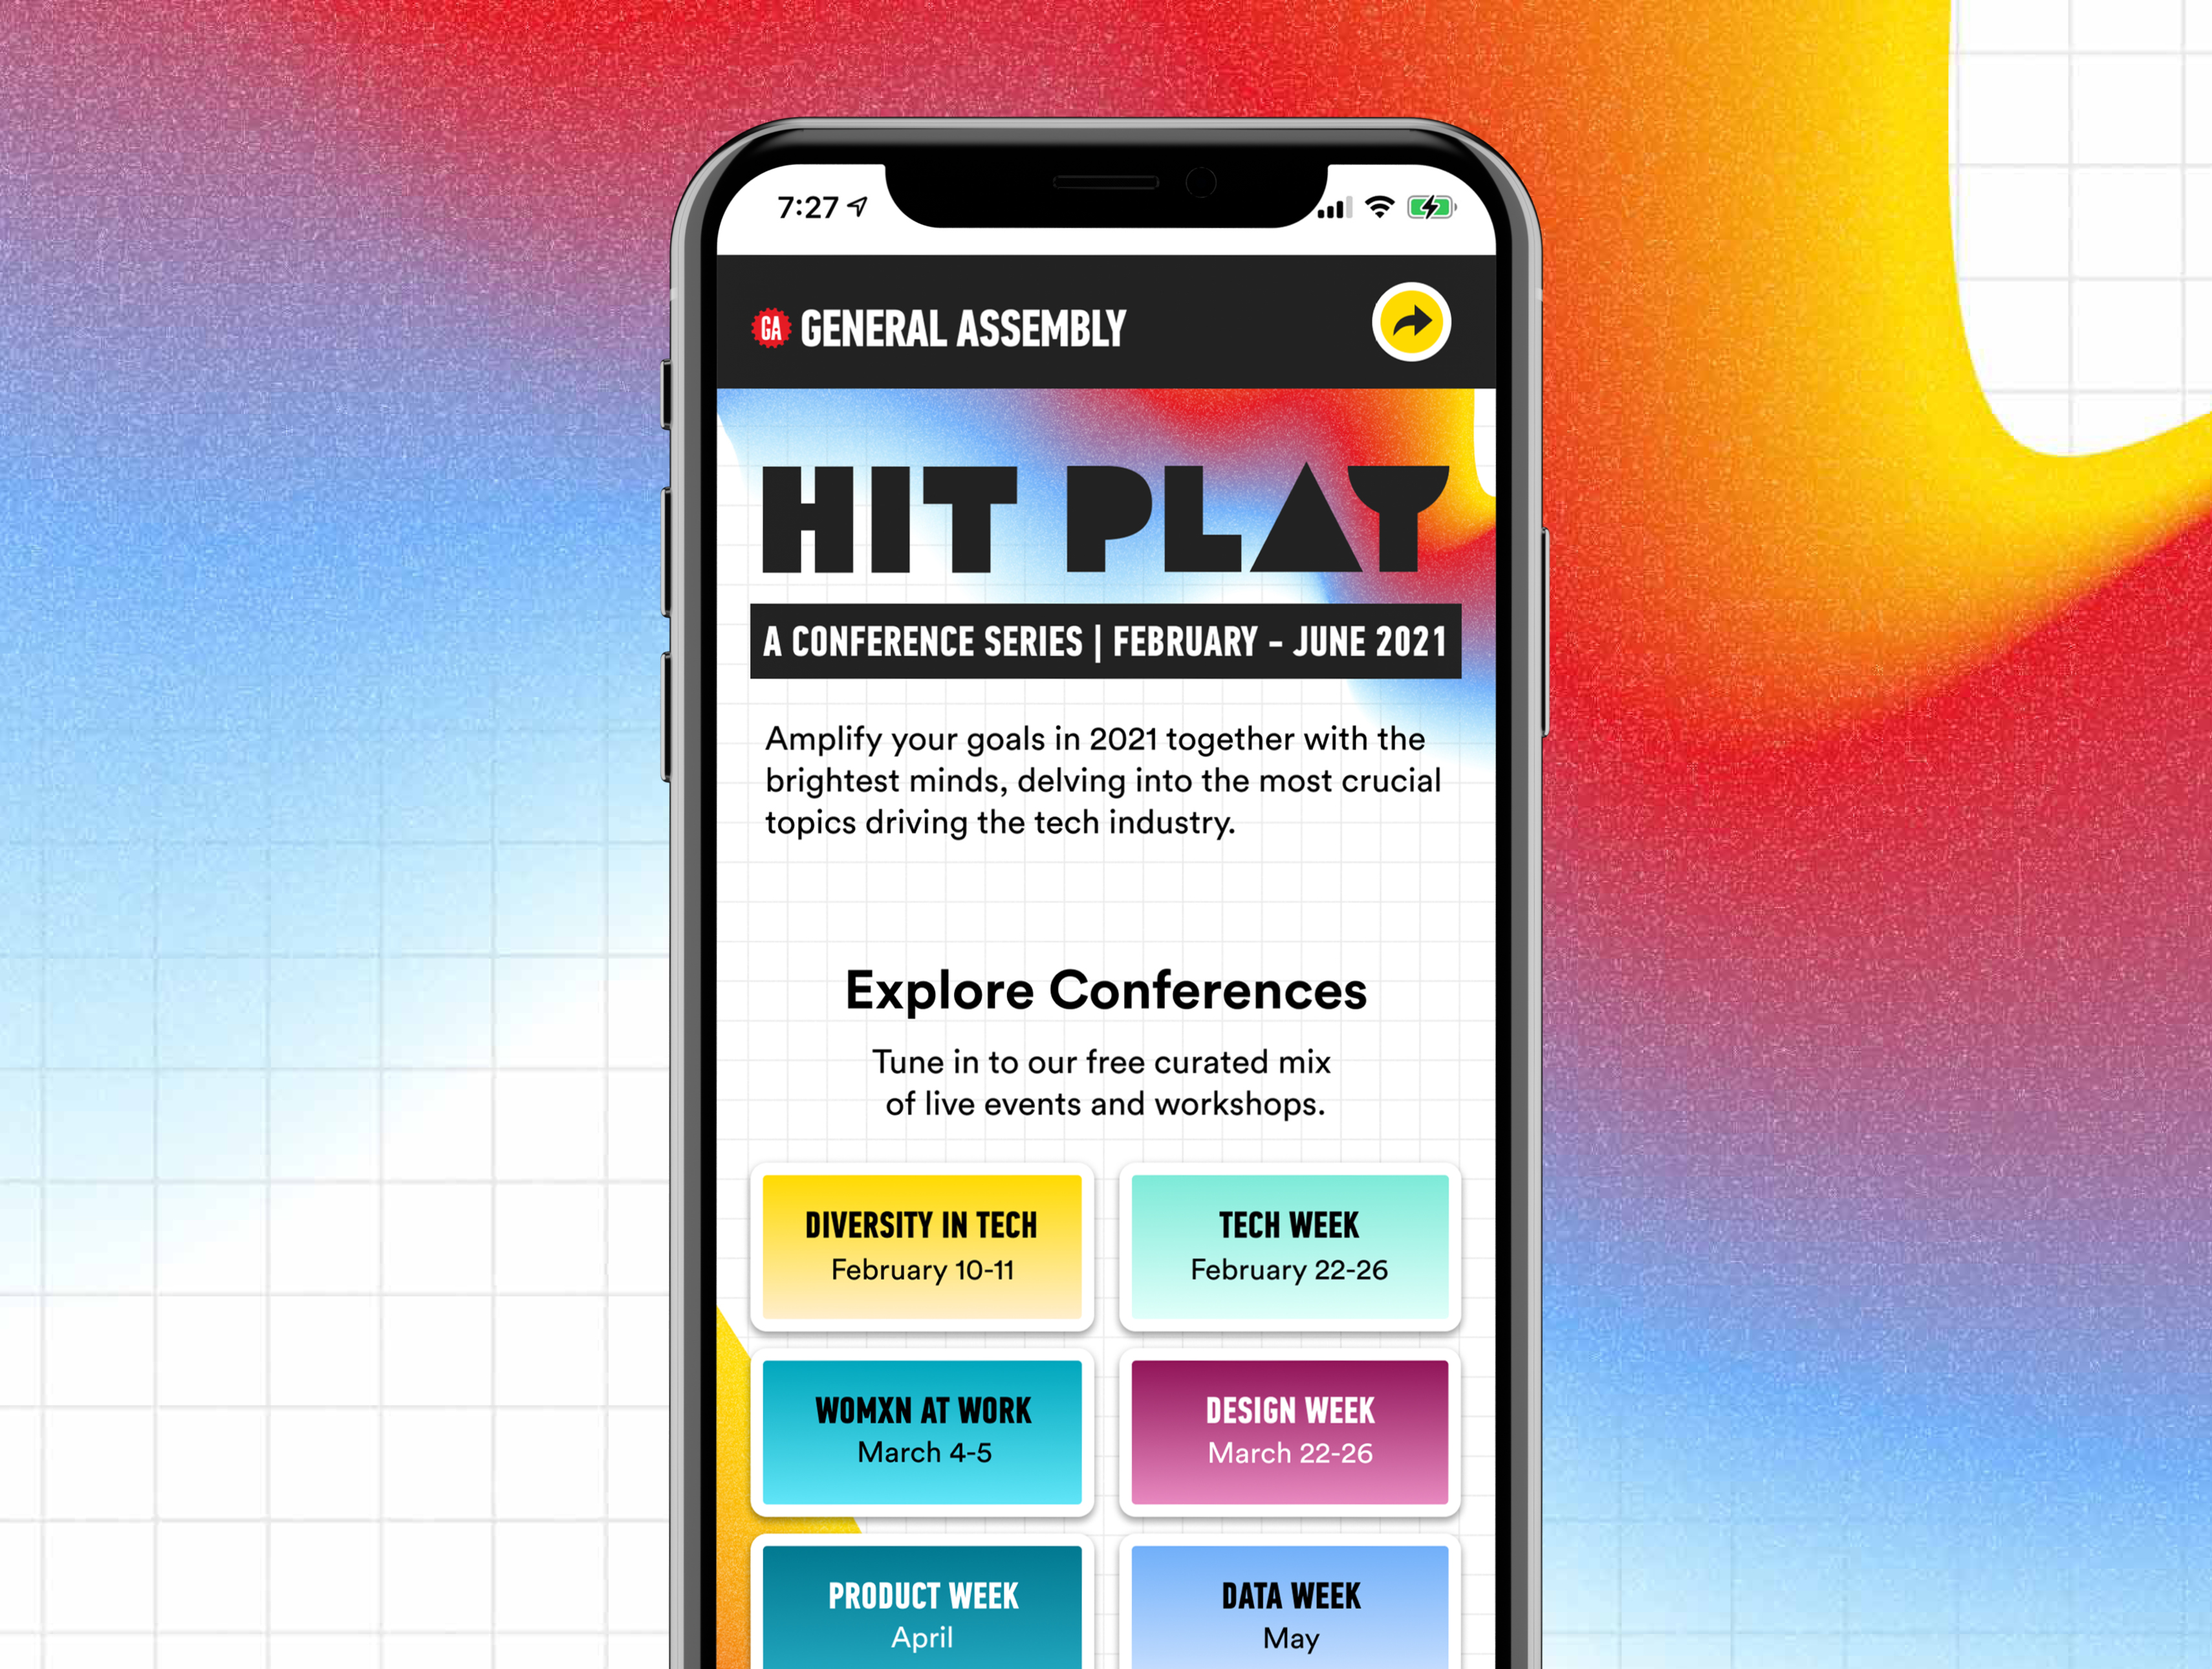 7:27
GA GENERAL ASSEMBLY
HIT PLAY
A CONFERENCE SERIES | FEBRUARY – JUNE 2021
Amplify your goals in 2021 together with the
brightest minds, delving into the most crucial
topics driving the tech industry.
Explore Conferences
Tune in to our free curated mix
of live events and workshops.
DIVERSITY IN TECH
February 10-11
TECH WEEK
February 22-26
WOMXN AT WORK
March 4-5
DESIGN WEEK
March 22-26
PRODUCT WEEK
April
DATA WEEK
May